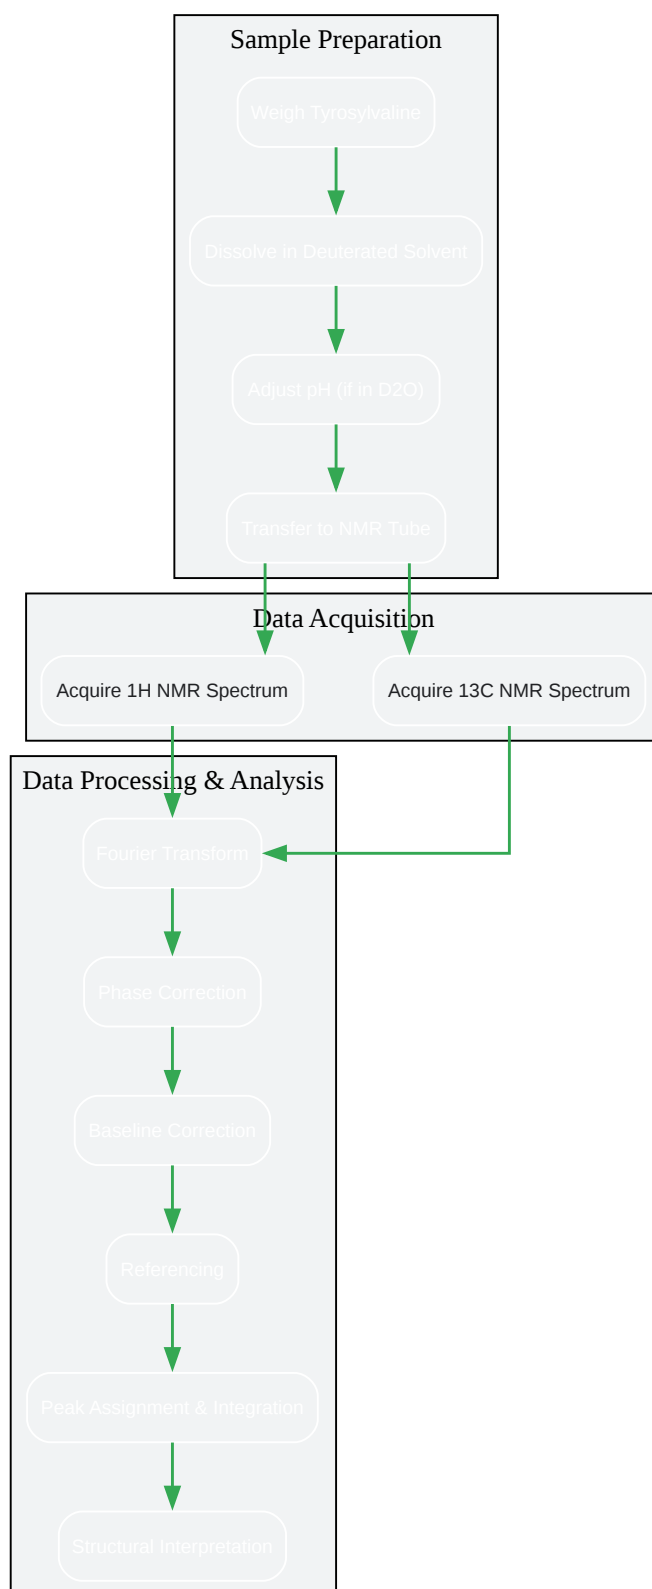 Sample Preparation
Weigh Tyrosylvaline
Dissolve in Deuterated Solvent
Adjust pH (if in D2O)
Transfer to NMR Tube
Data Acquisition
Acquire 1H NMR Spectrum
Acquire 13C NMR Spectrum
Data Processing & Analysis
Fourier Transform
Phase Correction
Baseline Correction
Referencing
Peak Assignment & Integration
Structural Interpretation